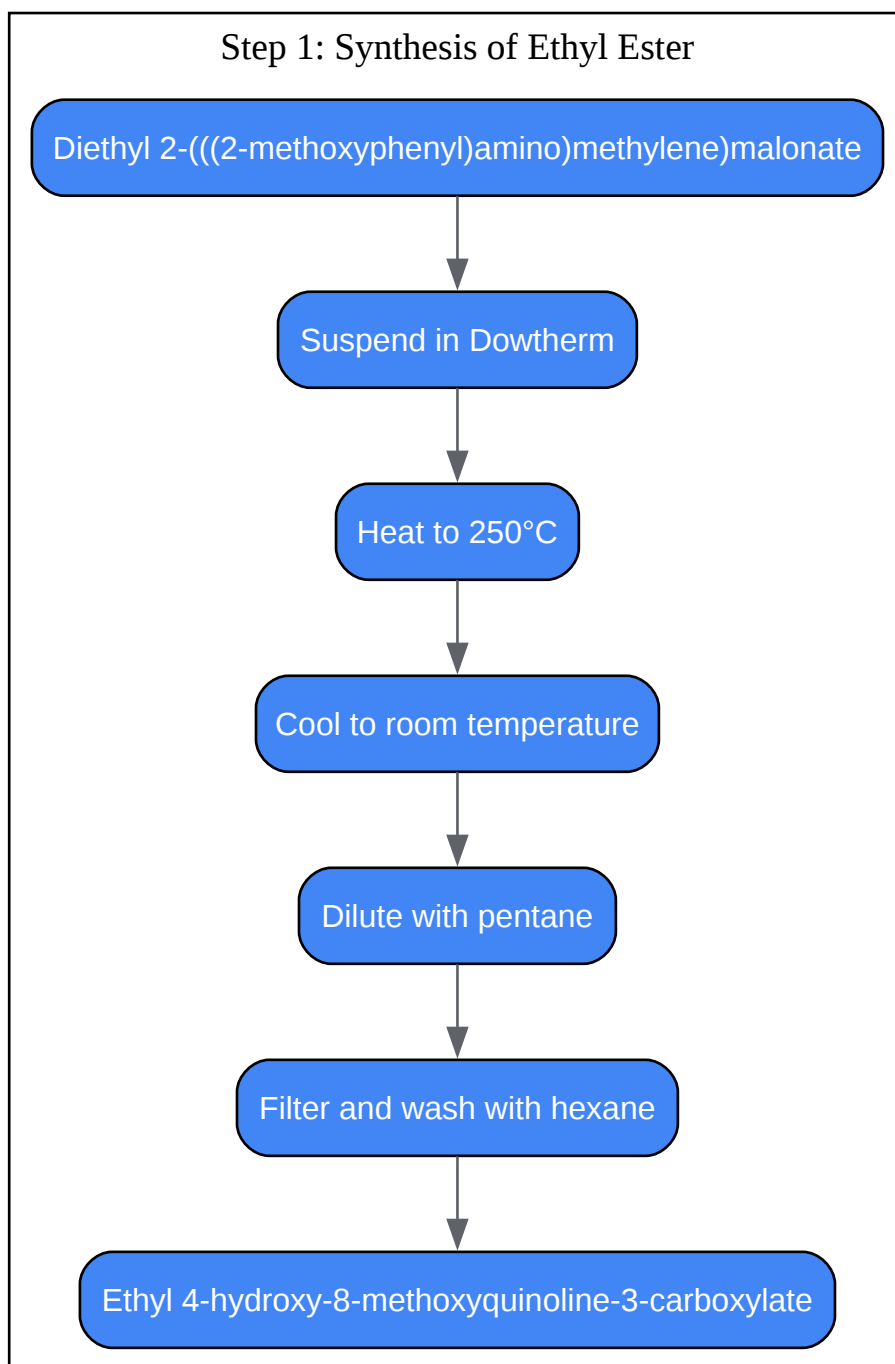 Step 1: Synthesis of Ethyl Ester
Diethyl 2-(((2-methoxyphenyl)amino)methylene)malonate
Suspend in Dowtherm
Heat to 250°C
Cool to room temperature
Dilute with pentane
Filter and wash with hexane
Ethyl 4-hydroxy-8-methoxyquinoline-3-carboxylate